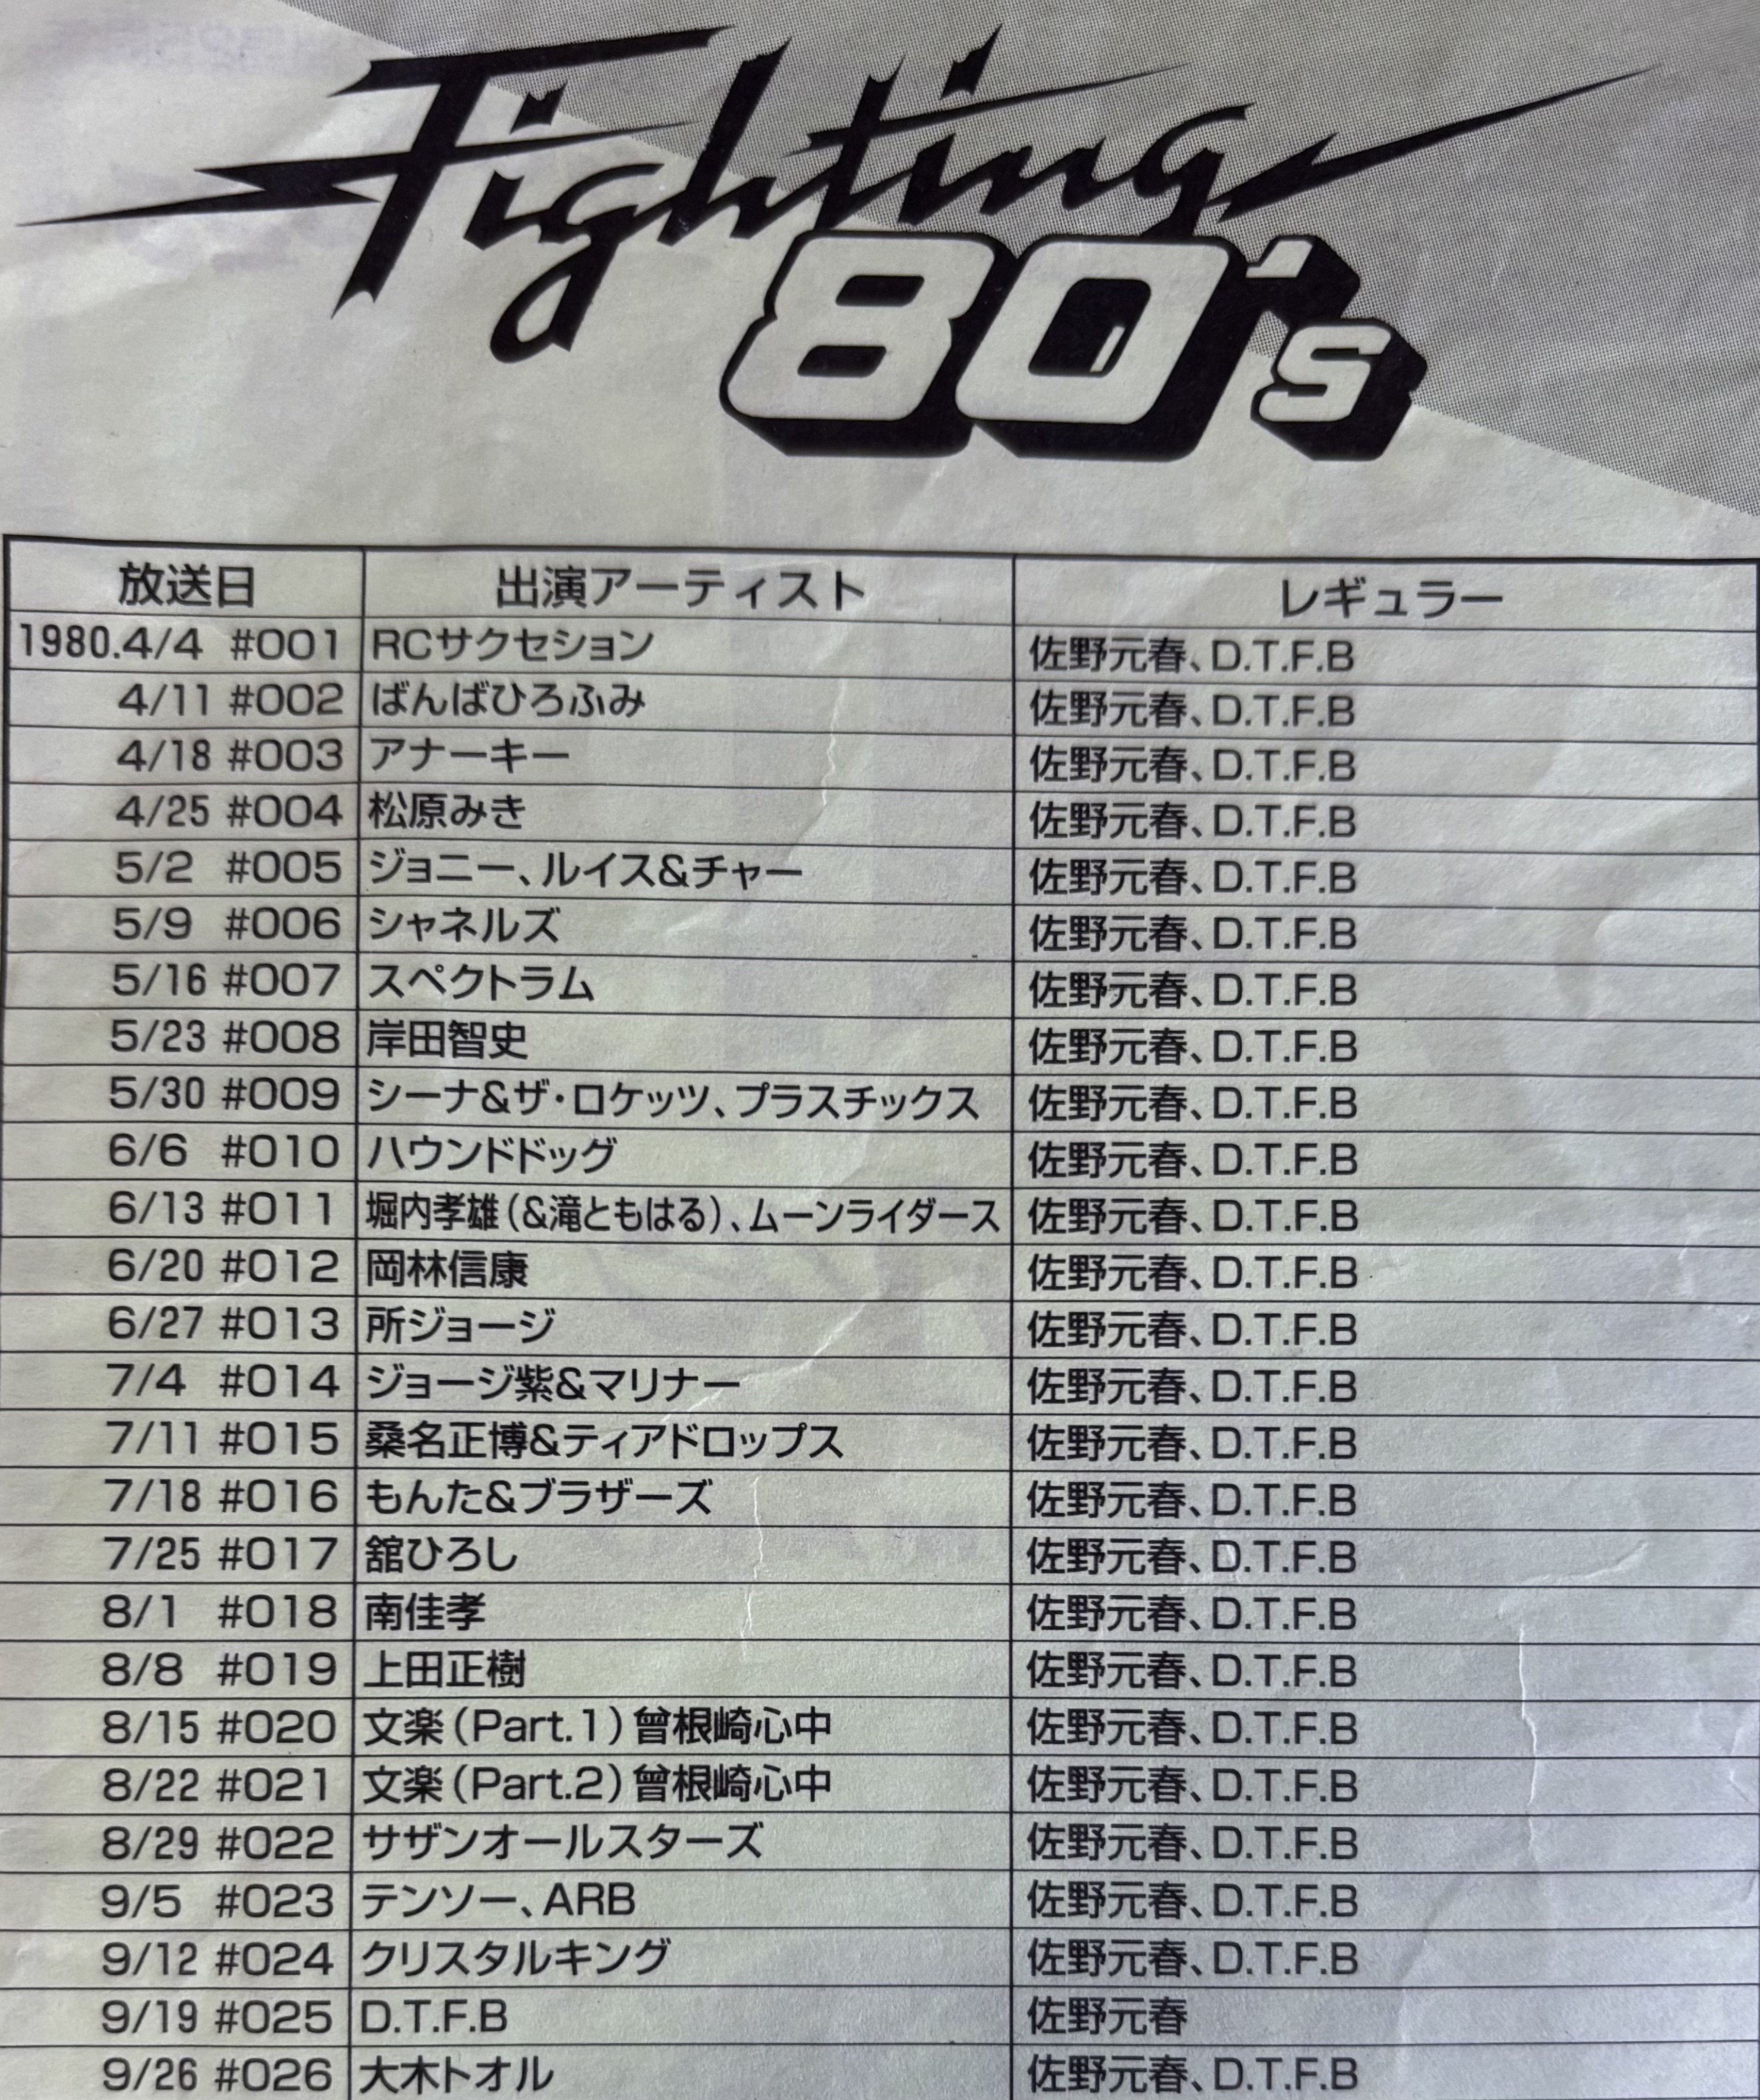 Fighting
80's
放送日 出演アーティスト レギュラー
1980.4/4 #001 RCサクセション 佐野元春、D.T.F.B
4/11 #002 ばんばひろふみ 佐野元春、D.T.F.B
4/18 #003 アナーキー 佐野元春、D.T.F.B
4/25 #004 松原みき 佐野元春、D.T.F.B
5/2 #005 ジョニー、ルイス&チャー 佐野元春、D.T.F.B
5/9 #006 シャネルズ 佐野元春、D.T.F.B
5/16 #007 スペクトラム 佐野元春、D.T.F.B
5/23 #008 岸田智史 佐野元春、D.T.F.B
5/30 #009 シーナ&ザ・ロケッツ、プラスチックス 佐野元春、D.T.F.B
6/6 #010 ハウンドドッグ 佐野元春、D.T.F.B
6/13 #011 堀内孝雄(&滝ともはる)、ムーンライダース 佐野元春、D.T.F.B
6/20 #012 岡林信康 佐野元春、D.T.F.B
6/27 #013 所ジョージ 佐野元春、D.T.F.B
7/4 #014 ジョージ紫&マリナー 佐野元春、D.T.F.B
7/11 #015 桑名正博&ティアドロップス 佐野元春、D.T.F.B
7/18 #016 もんた&ブラザーズ 佐野元春、D.T.F.B
7/25 #017 舘ひろし 佐野元春、D.T.F.B
8/1 #018 南佳孝 佐野元春、D.T.F.B
8/8 #019 上田正樹 佐野元春、D.T.F.B
8/15 #020 文楽(Part.1)曽根崎心中 佐野元春、D.T.F.B
8/22 #021 文楽(Part.2)曽根崎心中 佐野元春、D.T.F.B
8/29 #022 サザンオールスターズ 佐野元春、D.T.F.B
9/5 #023 テンソー、ARB 佐野元春、D.T.F.B
9/12 #024 クリスタルキング 佐野元春、D.T.F.B
9/19 #025 D.T.F.B 佐野元春
9/26 #026 大木トオル 佐野元春、D.T.F.B